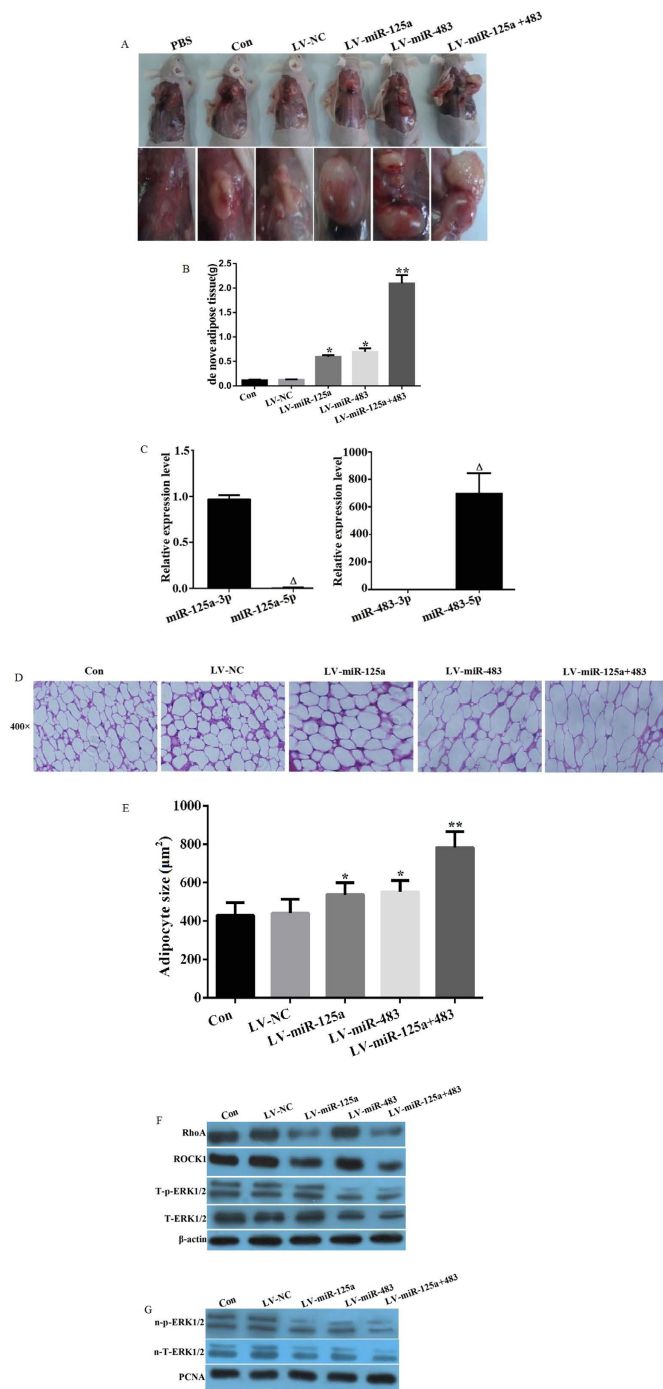 A
PBS Con LV-NC LV-miR-125a LV-miR-483 LV-miR-125a +483
B
de nove adipose tissue(g)
2.5
2.0
1.5
1.0
0.5
0.0
* * **
Con LV-NC LV-miR-125a LV-miR-483 LV-miR-125a+483
C
Relative expression level
1.5
1.0
0.5
0.0
Δ
miR-125a-3p miR-125a-5p
Relative expression level
1000
800
600
400
200
0
Δ
miR-483-3p miR-483-5p
D
Con LV-NC LV-miR-125a LV-miR-483 LV-miR-125a+483
400×
E
Adipocyte size (μm²)
1000
800
600
400
200
0
* * **
Con LV-NC LV-miR-125a LV-miR-483 LV-miR-125a+483
F
Con LV-NC LV-miR-125a LV-miR-483 LV-miR-125a+483
RhoA
ROCK1
T-p-ERK1/2
T-ERK1/2
β-actin
G
Con LV-NC LV-miR-125a LV-miR-483 LV-miR-125a+483
n-p-ERK1/2
n-T-ERK1/2
PCNA